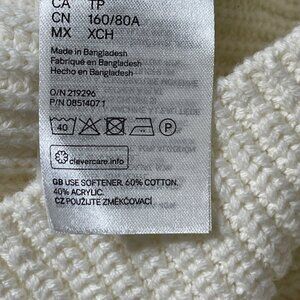 CA TP
CN 160/80A
MX XCH
Made in Bangladesh
Fabriqué en Bangladesh
Hecho en Bangladesh
O/N 219296
P/N 08514071
40 P
clevercare.info
GB USE SOFTENER. 60% COTTON.
40% ACRYLIC.
CZ POUŽIJTE ZMĚKČOVAČ/